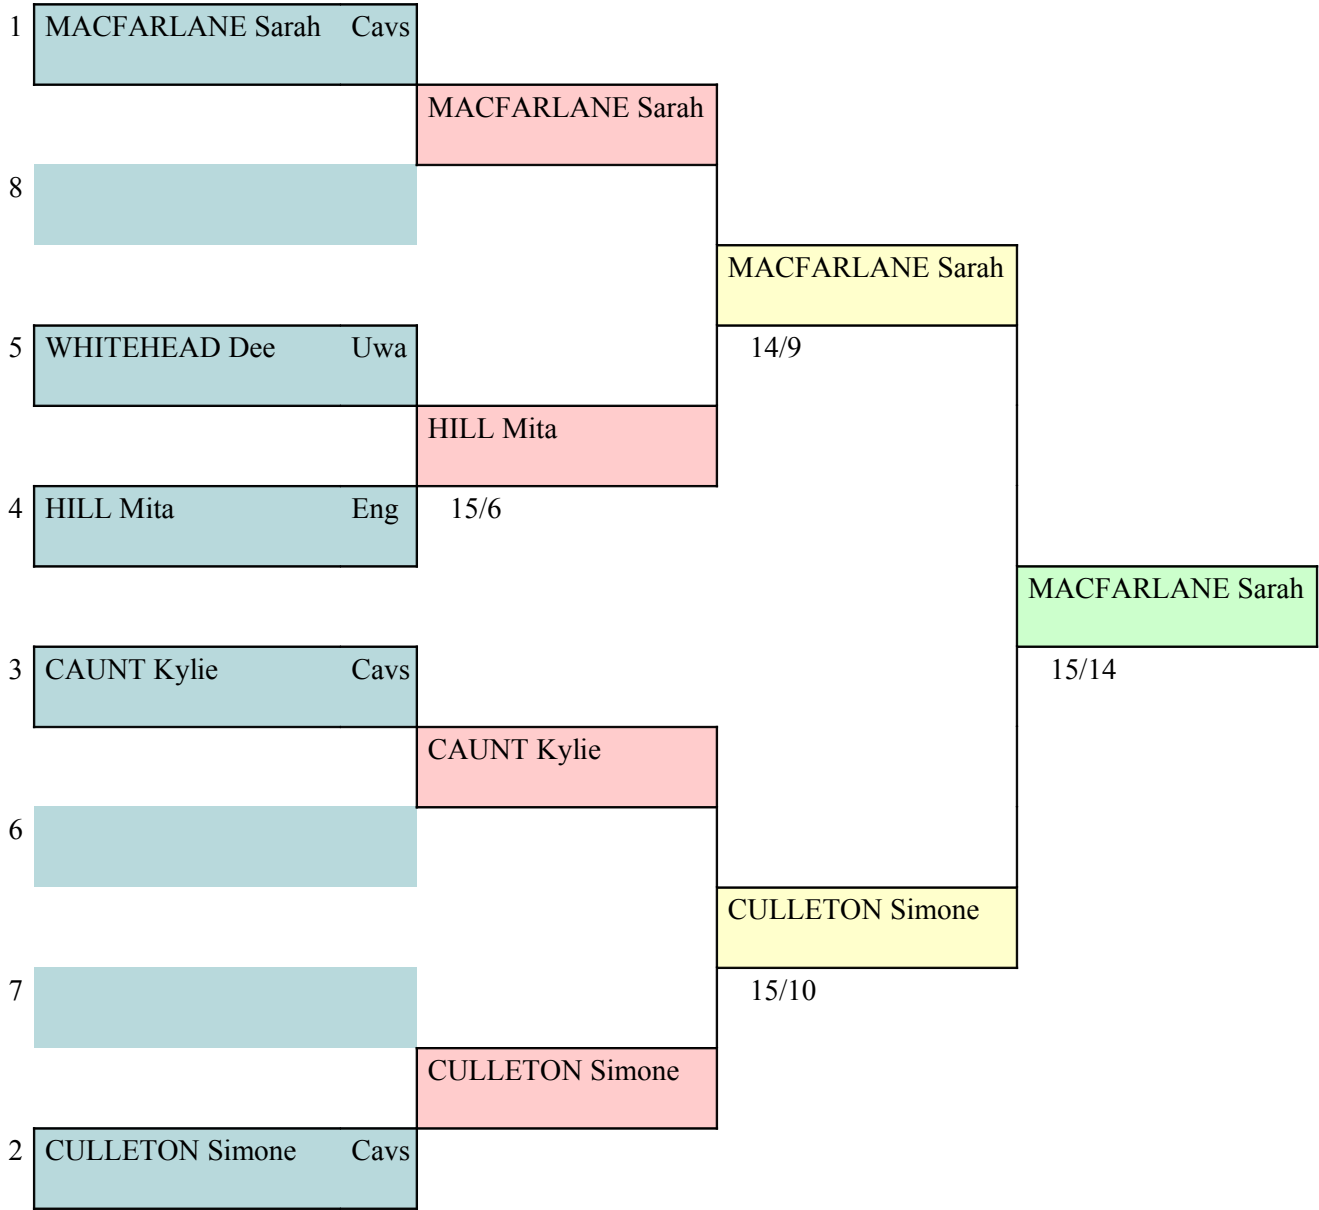 1 MACFARLANE Sarah Cavs
MACFARLANE Sarah
8
MACFARLANE Sarah
5 WHITEHEAD Dee Uwa
14/9
HILL Mita
4 HILL Mita Eng
15/6
MACFARLANE Sarah
3 CAUNT Kylie Cavs
15/14
CAUNT Kylie
6
CULLETON Simone
7
15/10
CULLETON Simone
2 CULLETON Simone Cavs